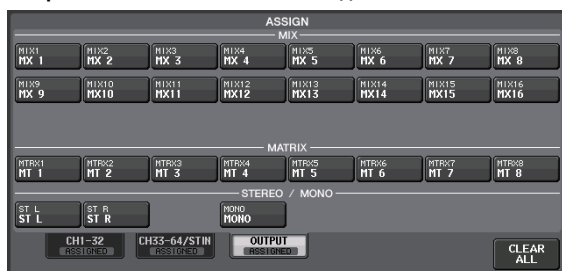 ASSIGN
MIX
MIX1 MIX2 MIX3 MIX4 MIX5 MIX6 MIX7 MIX8
MX 1 MX 2 MX 3 MX 4 MX 5 MX 6 MX 7 MX 8
MIX9 MIX10 MIX11 MIX12 MIX13 MIX14 MIX15 MIX16
MX 9 MX10 MX11 MX12 MX13 MX14 MX15 MX16
MATRIX
MTRX1 MTRX2 MTRX3 MTRX4 MTRX5 MTRX6 MTRX7 MTRX8
MT 1 MT 2 MT 3 MT 4 MT 5 MT 6 MT 7 MT 8
STEREO / MONO
ST L ST R MONO
ST L ST R MONO
CH1-32 CH33-64/STIN OUTPUT
ASSIGNED ASSIGNED ASSIGNED
CLEAR
ALL